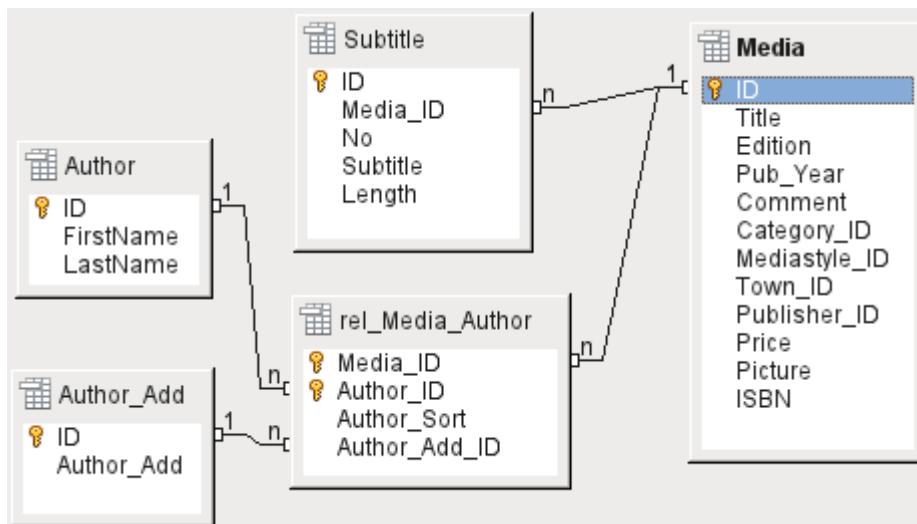 Subtitle
ID
Media_ID
No
Subtitle
Length
n
Media
1
ID
Title
Edition
Pub_Year
Comment
Category_ID
Mediastyle_ID
Town_ID
Publisher_ID
Price
Picture
ISBN
Author
ID
FirstName
LastName
1
rel_Media_Author
Media_ID
Author_ID
Author_Sort
Author_Add_ID
n
n
n
Author_Add
ID
Author_Add
1